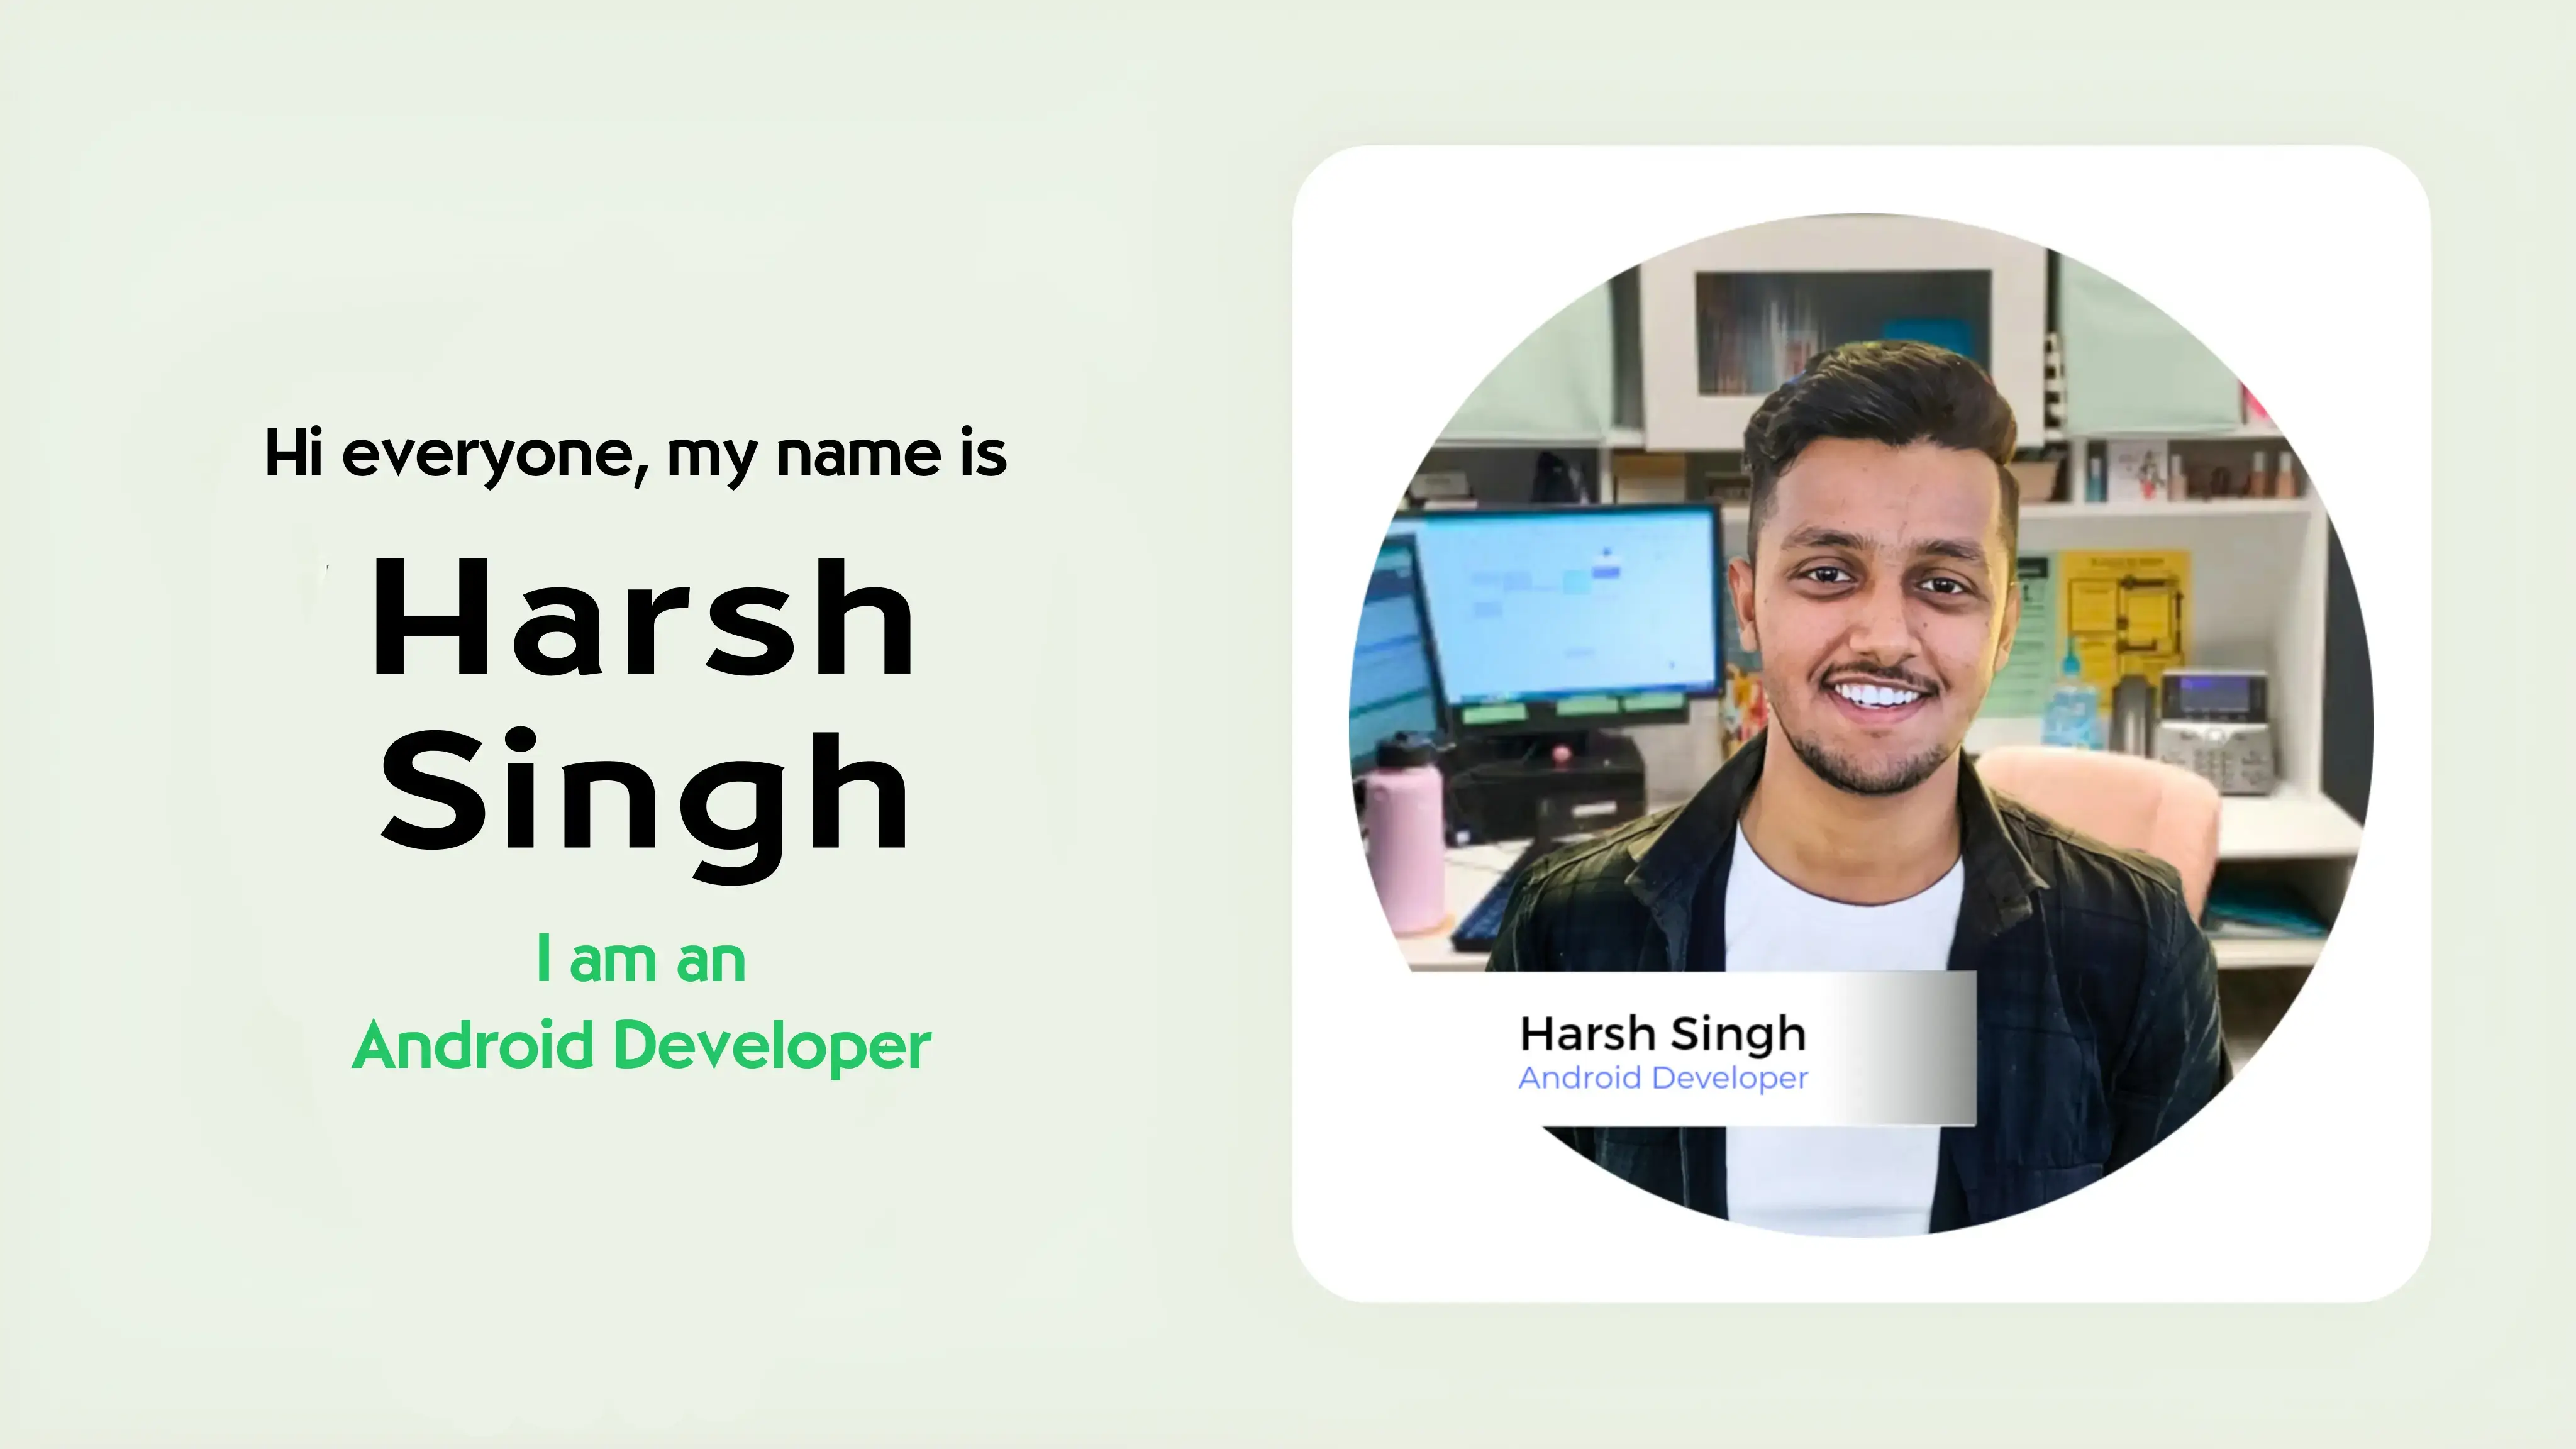 Hi everyone, my name is
Harsh
Singh
I am an
Android Developer
Harsh Singh
Android Developer